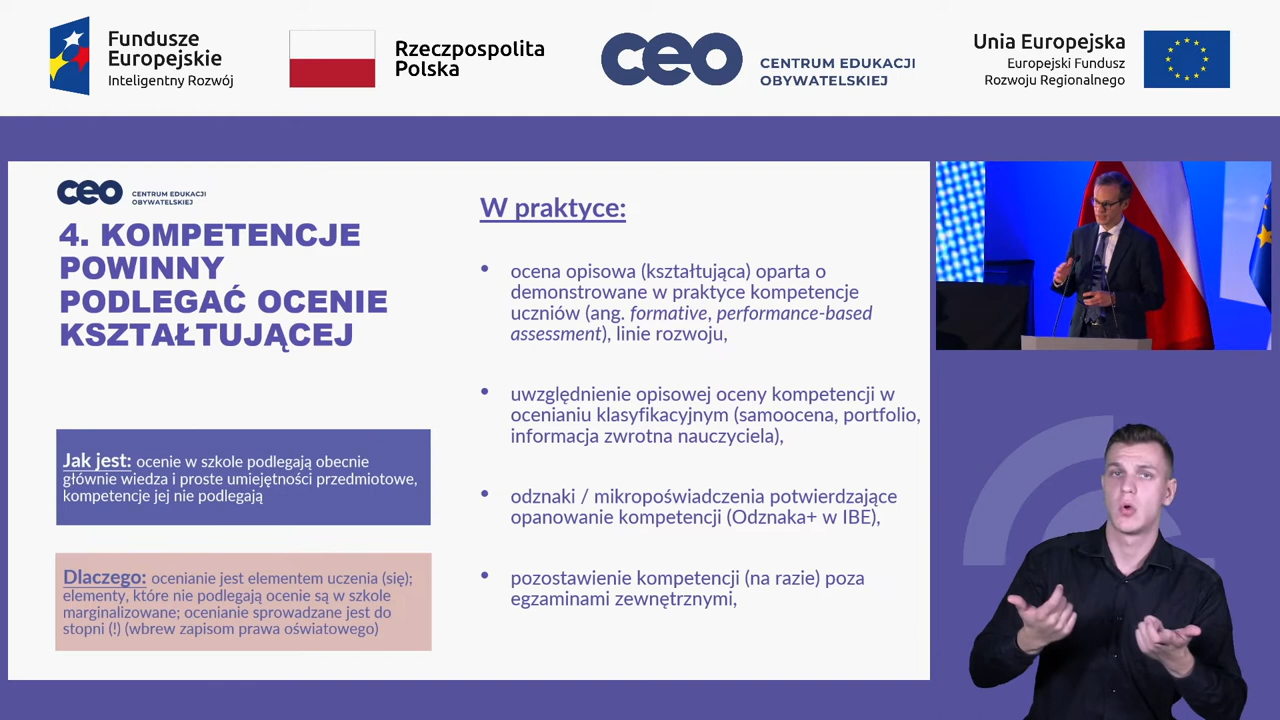 Fundusze
Europejskie
Inteligentny Rozwój
Rzeczpospolita
Polska
ceo
CENTRUM EDUKACJI
OBYWATELSKIEJ
Unia Europejska
Europejski Fundusz
Rozwoju Regionalnego
ceo
CENTRUM EDUKACJI
OBYWATELSKIEJ
4. KOMPETENCJE
POWINNY
PODLEGAĆ OCENIE
KSZTAŁTUJĄCEJ
Jak jest: ocenie w szkole podlegają obecnie
głównie wiedza i proste umiejętności przedmiotowe,
kompetencje jej nie podlegają
Dlaczego: ocenianie jest elementem uczenia (się);
elementy, które nie podlegają ocenie są w szkole
marginalizowane; ocenianie sprowadzane jest do
stopni (!) (wbrew zapisom prawa oświatowego)
W praktyce:
• ocena opisowa (kształtująca) oparta o
demonstrowane w praktyce kompetencje
uczniów (ang. formative, performance-based
assessment), linie rozwoju,
• uwzględnienie opisowej oceny kompetencji w
ocenianiu klasyfikacyjnym (samoocena, portfolio,
informacja zwrotna nauczyciela),
• odznaki / mikropoświadczenia potwierdzające
opanowanie kompetencji (Odznaka+ w IBE),
• pozostawienie kompetencji (na razie) poza
egzaminami zewnętrznymi,